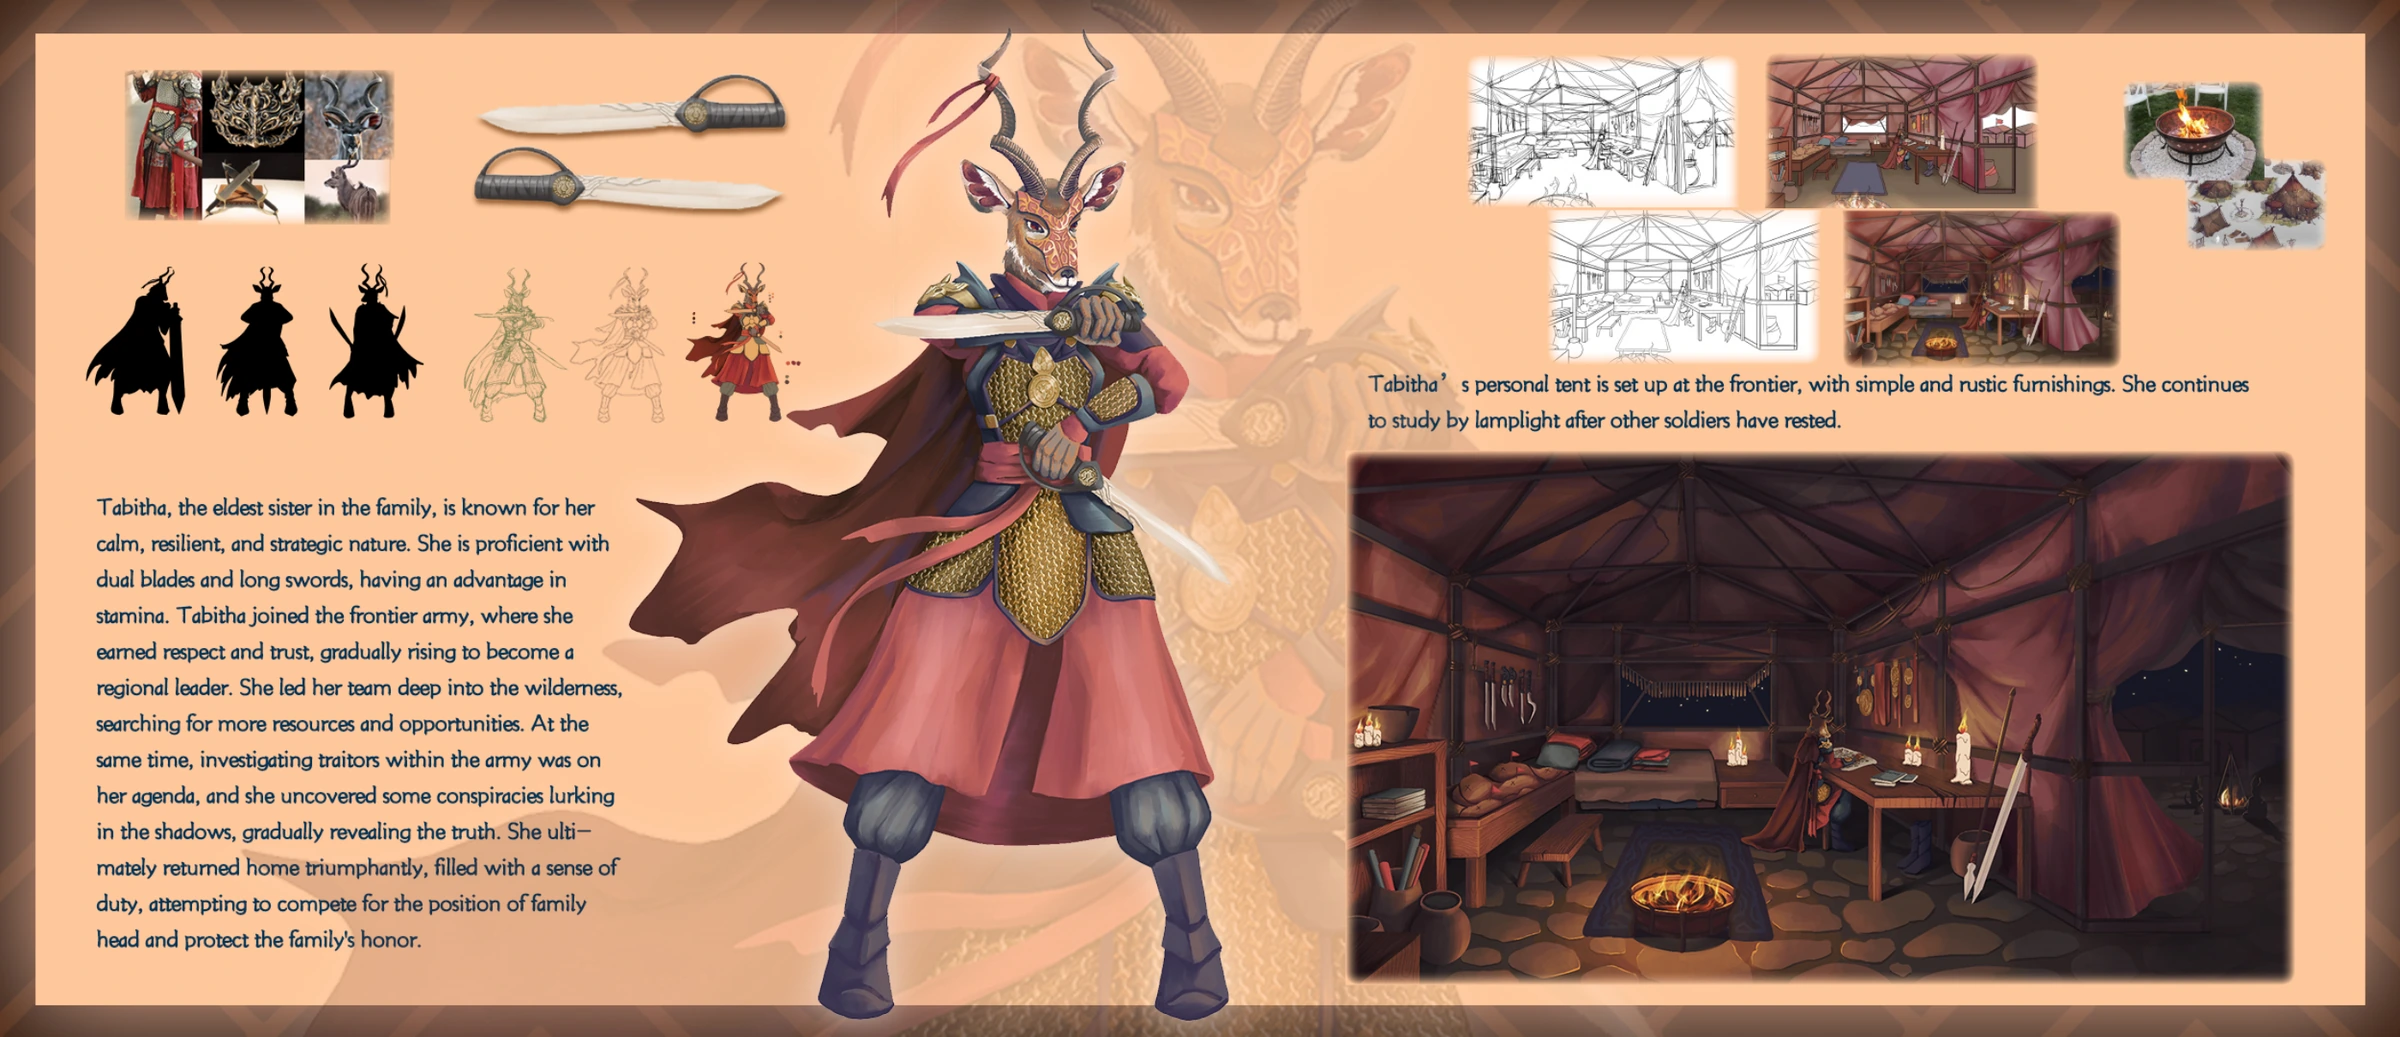 Tabitha, the eldest sister in the family, is known for her
calm, resilient, and strategic nature. She is proficient with
dual blades and long swords, having an advantage in
stamina. Tabitha joined the frontier army, where she
earned respect and trust, gradually rising to become a
regional leader. She led her team deep into the wilderness,
searching for more resources and opportunities. At the
same time, investigating traitors within the army was on
her agenda, and she uncovered some conspiracies lurking
in the shadows, gradually revealing the truth. She ulti—
mately returned home triumphantly, filled with a sense of
duty, attempting to compete for the position of family
head and protect the family's honor.
Tabitha’s personal tent is set up at the frontier, with simple and rustic furnishings. She continues
to study by lamplight after other soldiers have rested.